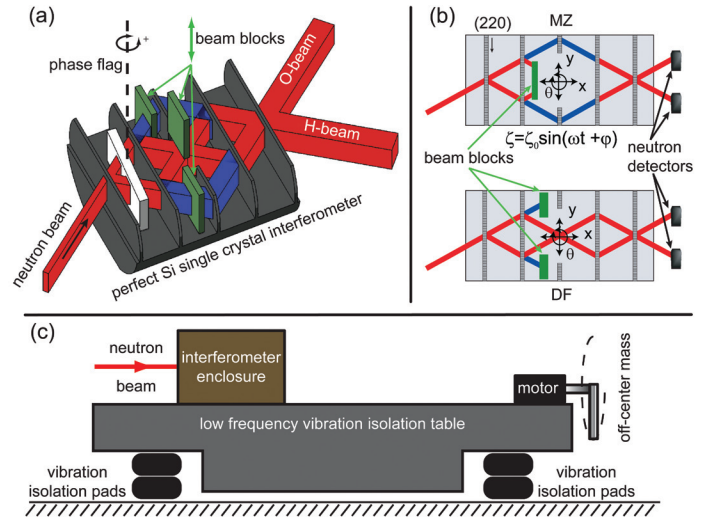 (a)
phase flag
+
beam blocks
O-beam
H-beam
neutron beam
perfect Si single crystal interferometer
(b)
(220)
MZ
y
θ
x
ζ=ζ₀sin(ωt +φ)
beam blocks
neutron
detectors
y
x
θ
DF
(c)
neutron
beam
interferometer
enclosure
motor
off-center mass
low frequency vibration isolation table
vibration
isolation pads
vibration
isolation pads